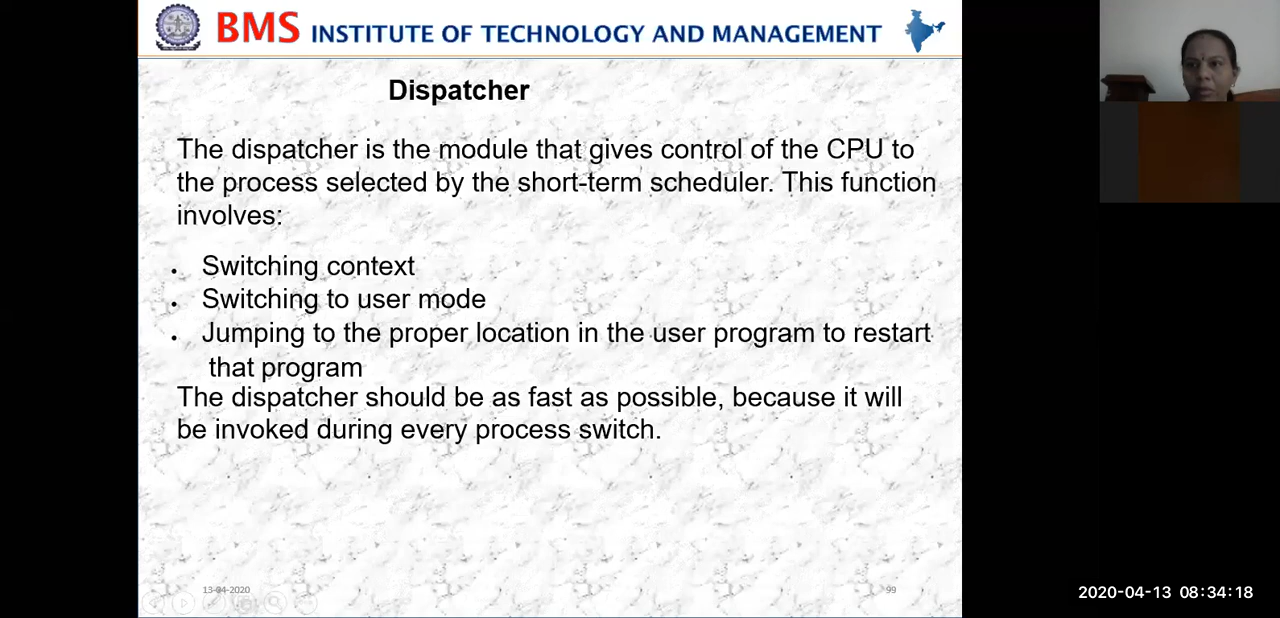 BMS INSTITUTE OF TECHNOLOGY AND MANAGEMENT
Dispatcher
The dispatcher is the module that gives control of the CPU to
the process selected by the short-term scheduler. This function
involves:
• Switching context
• Switching to user mode
• Jumping to the proper location in the user program to restart
that program
The dispatcher should be as fast as possible, because it will
be invoked during every process switch.
13-04-2020
99
2020-04-13 08:34:18